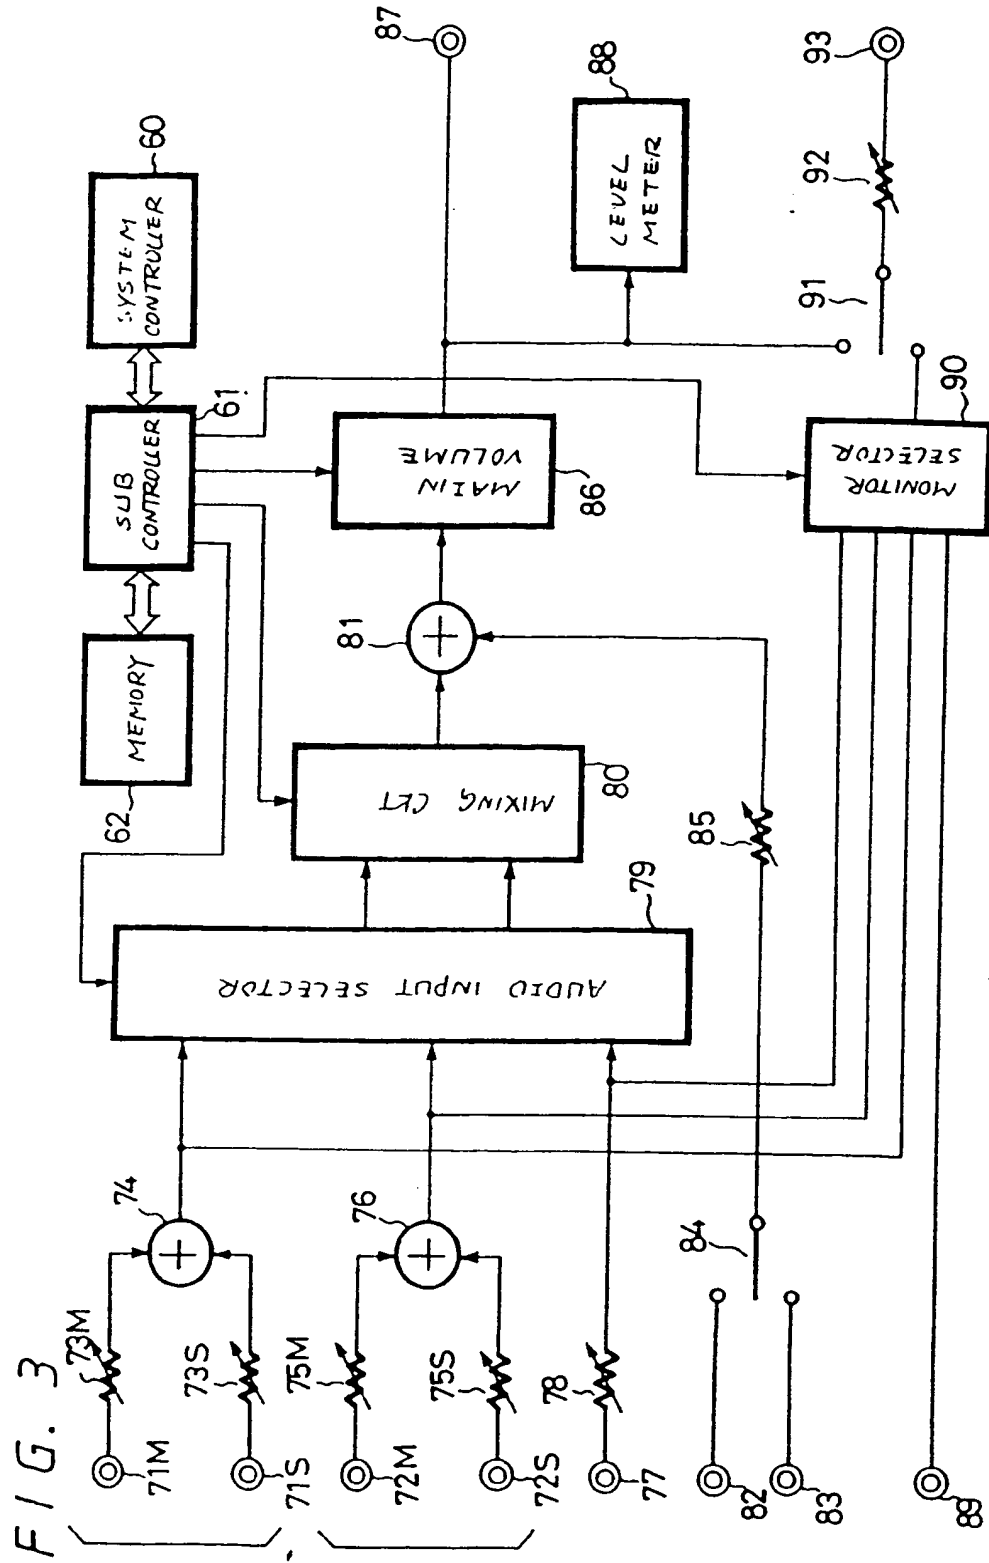 FIG. 3
71M
73M
71S
73S
74
72M
75M
72S
75S
76
77
78
82
83
84
85
89
AUDIO INPUT SELECTOR
79
MIXING CKT
80
81
MEMORY
62
SUB
CONTROLLER
61
SYSTEM
CONTROLLER
60
MAIN
VOLUME
86
87
LEVEL
METER
88
MONITOR
SELECTOR
90
91
92
93